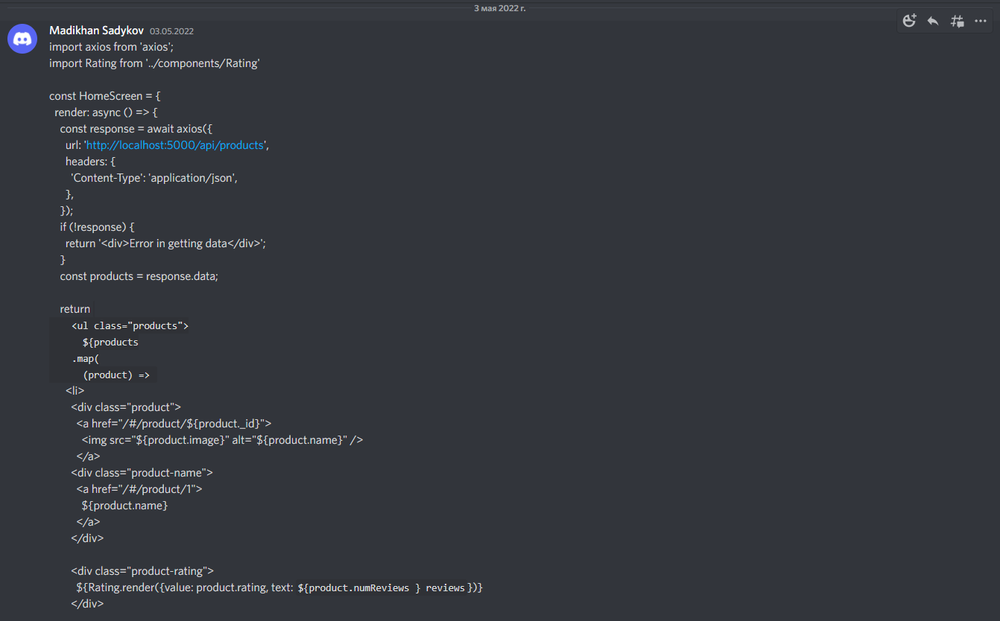 3 мая 2022 г.
Madikhan Sadykov 03.05.2022
import axios from 'axios';
import Rating from '../components/Rating'
const HomeScreen = {
render: async () => {
const response = await axios({
url: 'http://localhost:5000/api/products',
headers: {
'Content-Type': 'application/json',
},
});
if (!response) {
return '<div>Error in getting data</div>';
}
const products = response.data;
return
<ul class="products">
${products
.map(
(product) =>
<li>
<div class="product">
<a href="/#/product/${product._id}">
<img src="${product.image}" alt="${product.name}" />
</a>
<div class="product-name">
<a href="/#/product/1">
${product.name}
</a>
</div>
<div class="product-rating">
${Rating.render({value: product.rating, text: ${product.numReviews } reviews})}
</div>